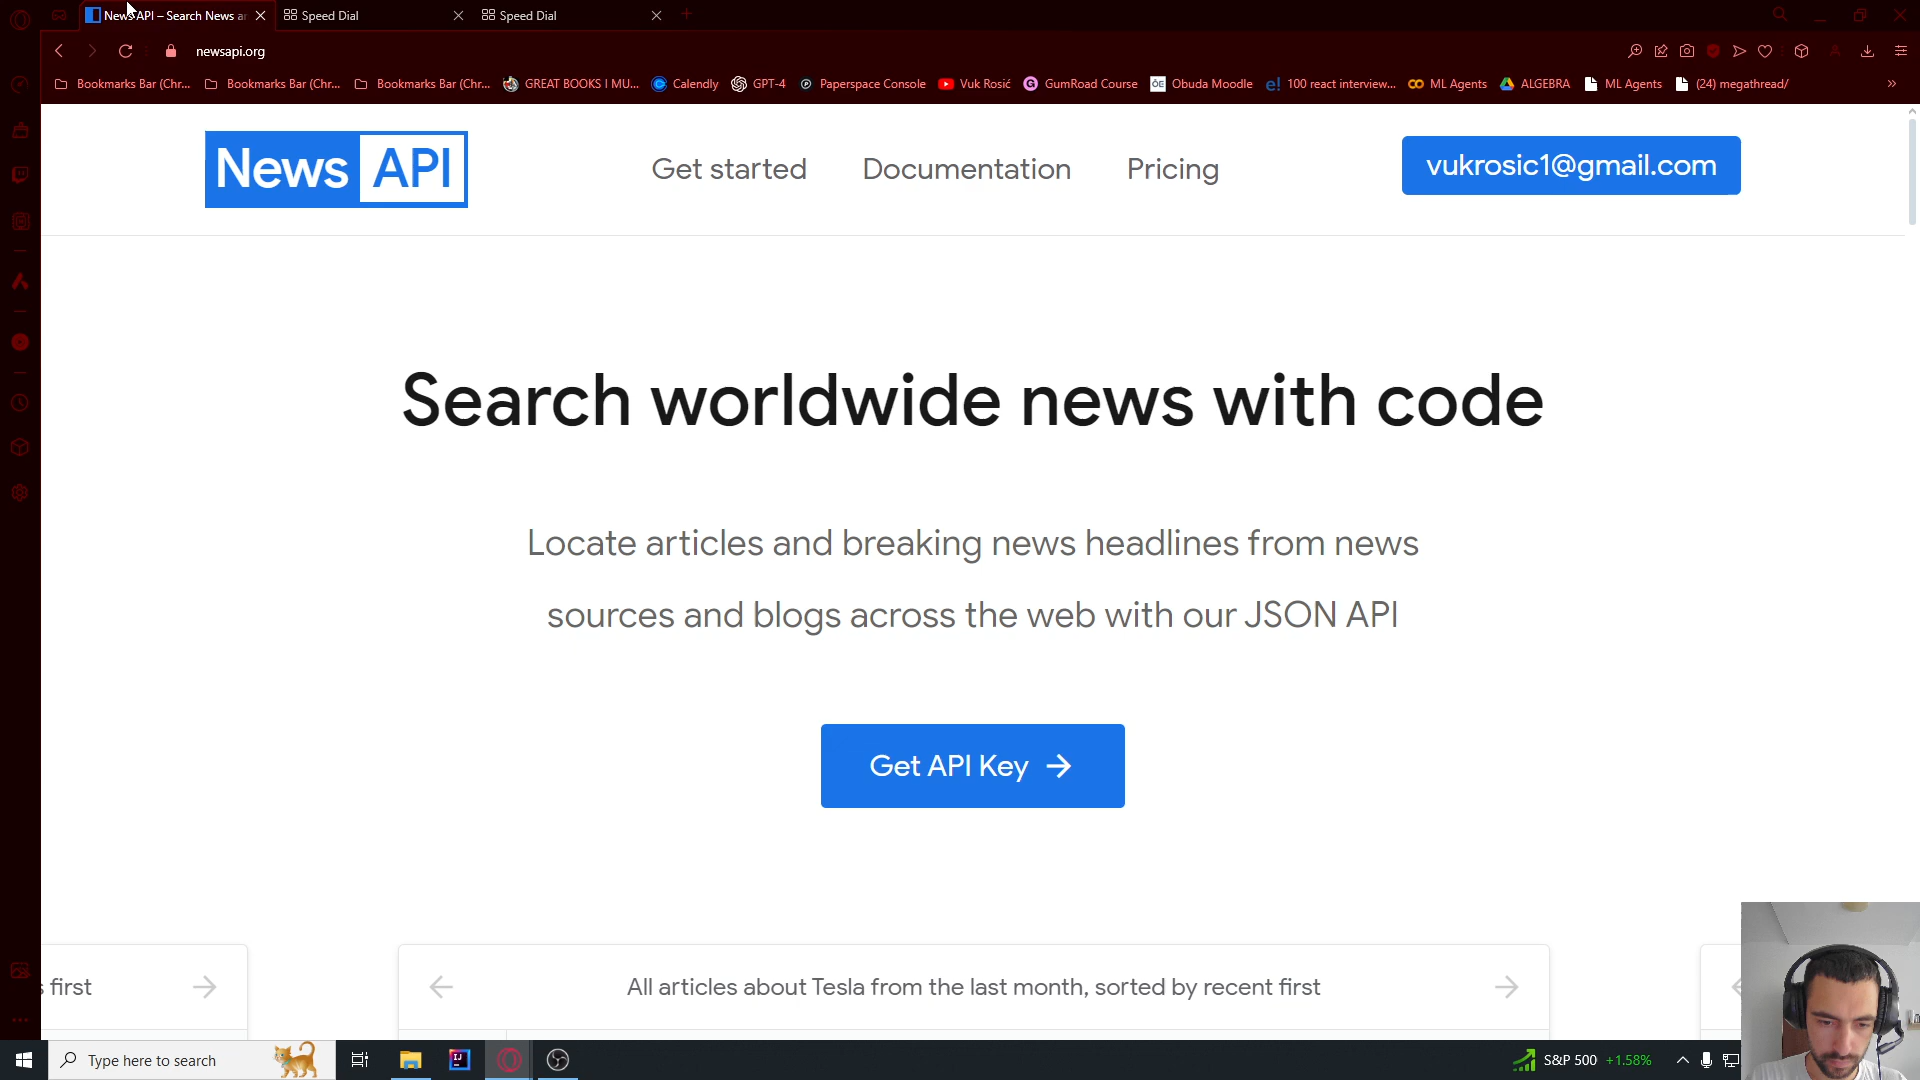 News API – Search News a
Speed Dial
Speed Dial
newsapi.org
Bookmarks Bar (Chr...
Bookmarks Bar (Chr...
Bookmarks Bar (Chr...
GREAT BOOKS I MU...
Calendly
GPT-4
Paperspace Console
Vuk Rosić
GumRoad Course
ÓE
Obuda Moodle
e!
100 react interview...
ML Agents
ALGEBRA
ML Agents
(24) megathread/
»
News API
Get started
Documentation
Pricing
vukrosic1@gmail.com
Search worldwide news with code
Locate articles and breaking news headlines from news
sources and blogs across the web with our JSON API
Get API Key →
first
All articles about Tesla from the last month, sorted by recent first
Type here to search
S&P 500 +1.58%